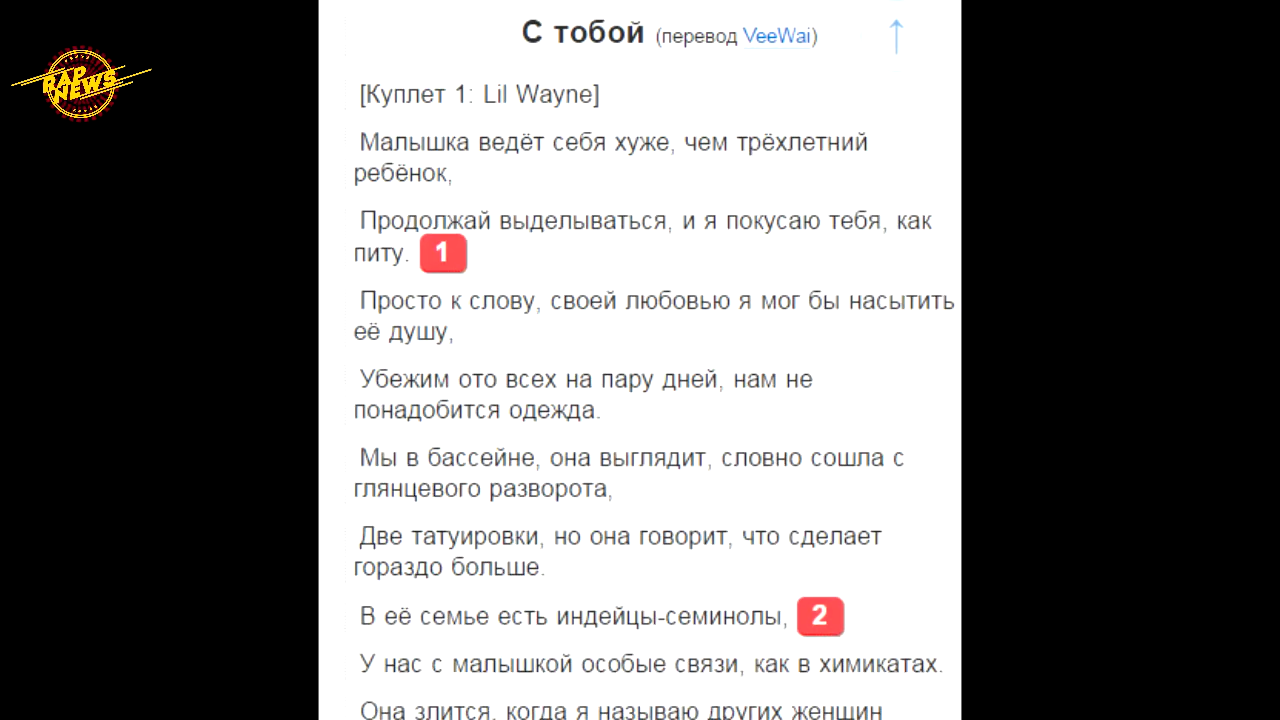 С тобой (перевод VeeWai)
RAP
NEWS
[Куплет 1: Lil Wayne]
Малышка ведёт себя хуже, чем трёхлетний
ребёнок,
Продолжай выделываться, и я покусаю тебя, как
питу. 1
Просто к слову, своей любовью я мог бы насытить
её душу,
Убежим ото всех на пару дней, нам не
понадобится одежда.
Мы в бассейне, она выглядит, словно сошла с
глянцевого разворота,
Две татуировки, но она говорит, что сделает
гораздо больше.
В её семье есть индейцы-семинолы, 2
У нас с малышкой особые связи, как в химикатах.
Она злится, когда я называю других женщин